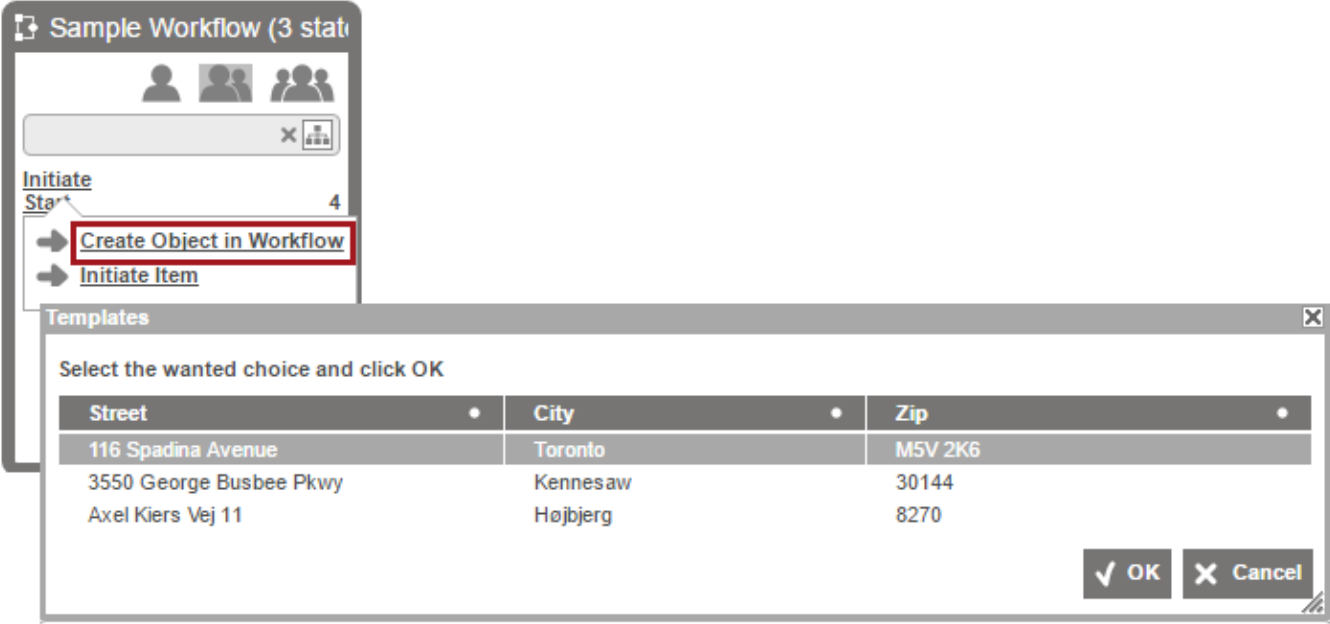 Sample Workflow (3 stat
Initiate
Start 4
Create Object in Workflow
Initiate Item
Templates
Select the wanted choice and click OK
Street City Zip
116 Spadina Avenue Toronto M5V 2K6
3550 George Busbee Pkwy Kennesaw 30144
Axel Kiers Vej 11 Højbjerg 8270
OK Cancel